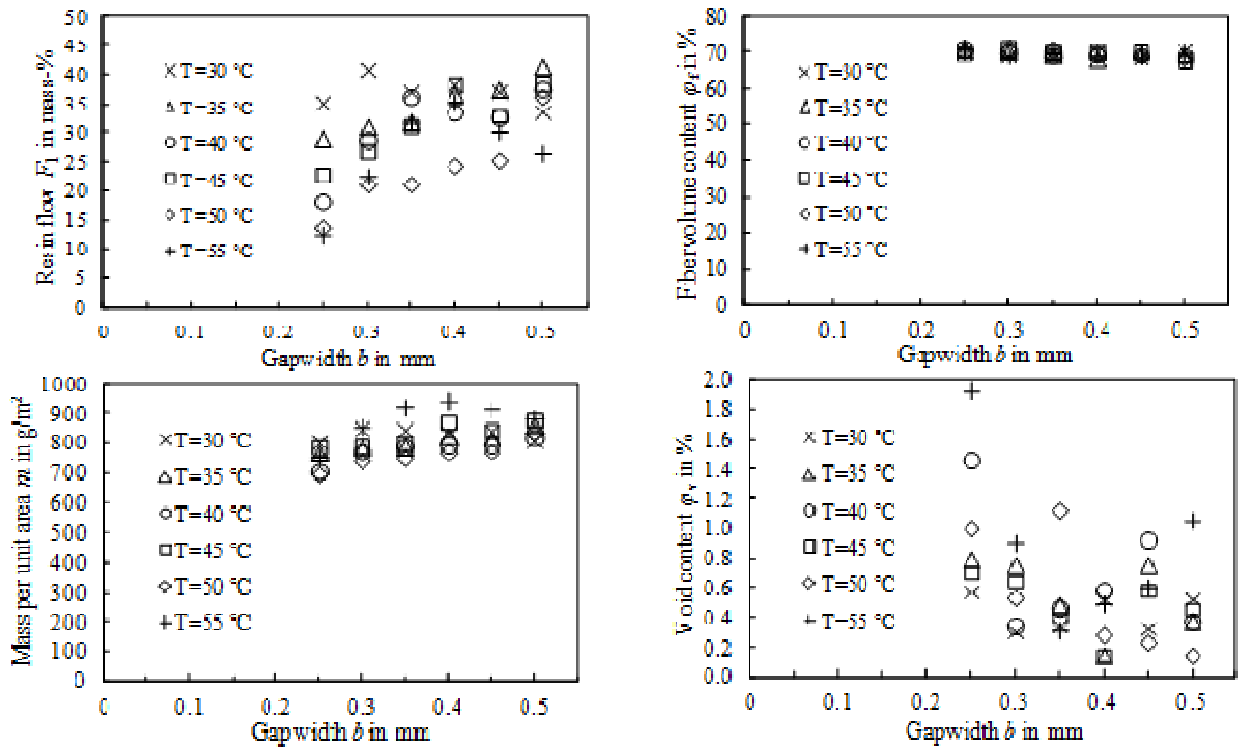 Resin flow F1 in mass-%
50
45
40
35
30
25
20
15
10
5
0
T=30 °C
T=35 °C
T=40 °C
T=45 °C
T=50 °C
T=55 °C
0 0.1 0.2 0.3 0.4 0.5
Gapwidth b in mm
Fibervolume content φf in %
80
70
60
50
40
30
20
10
0
T=30 °C
T=35 °C
T=40 °C
T=45 °C
T=50 °C
T=55 °C
0 0.1 0.2 0.3 0.4 0.5
Gapwidth b in mm
Mass per unit area m in g/m²
1000
900
800
700
600
500
400
300
200
100
0
T=30 °C
T=35 °C
T=40 °C
T=45 °C
T=50 °C
T=55 °C
0 0.1 0.2 0.3 0.4 0.5
Gapwidth b in mm
Void content φv in %
2.0
1.8
1.6
1.4
1.2
1.0
0.8
0.6
0.4
0.2
0.0
T=30 °C
T=35 °C
T=40 °C
T=45 °C
T=50 °C
T=55 °C
0 0.1 0.2 0.3 0.4 0.5
Gapwidth b in mm